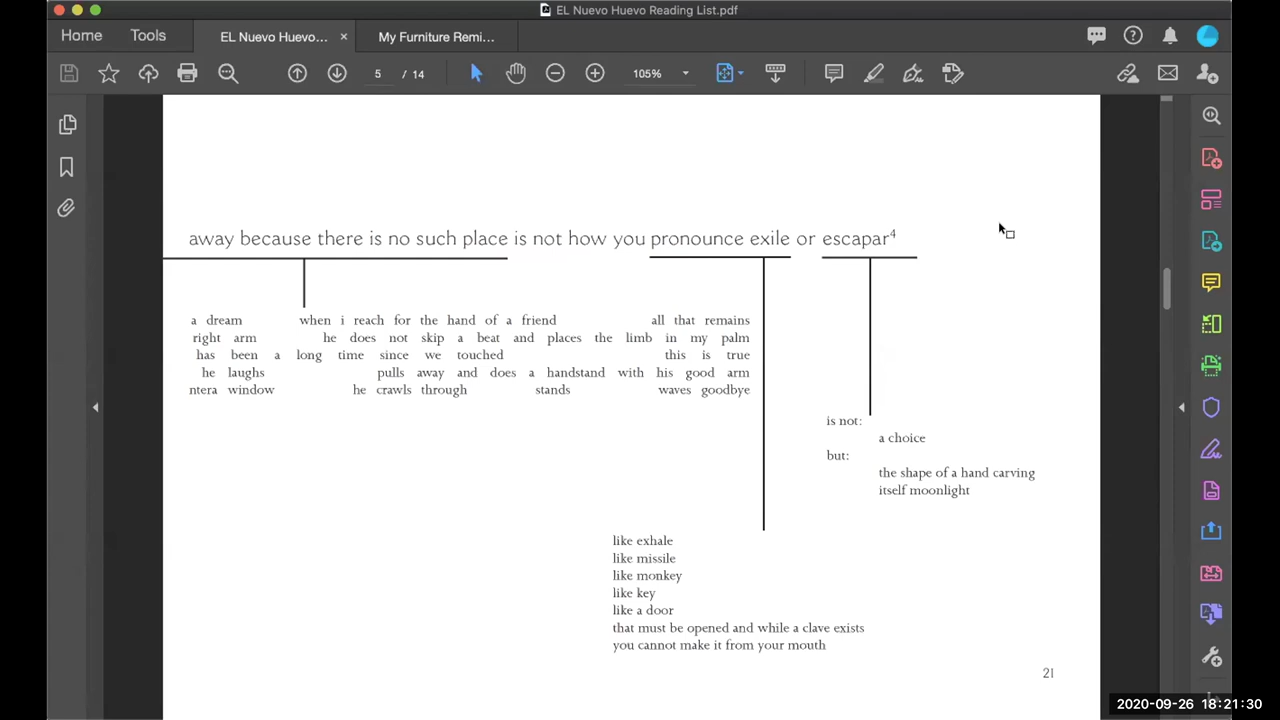 EL Nuevo Huevo Reading List.pdf
Home Tools EL Nuevo Huevo... × My Furniture Remi...
5 / 14 105%
away because there is no such place is not how you pronounce exile or escapar4
a dream when i reach for the hand of a friend all that remains
right arm he does not skip a beat and places the limb in my palm
has been a long time since we touched this is true
he laughs pulls away and does a handstand with his good arm
ntera window he crawls through stands waves goodbye
is not:
a choice
but:
the shape of a hand carving
itself moonlight
like exhale
like missile
like monkey
like key
like a door
that must be opened and while a clave exists
you cannot make it from your mouth
21
2020-09-26 18:21:30